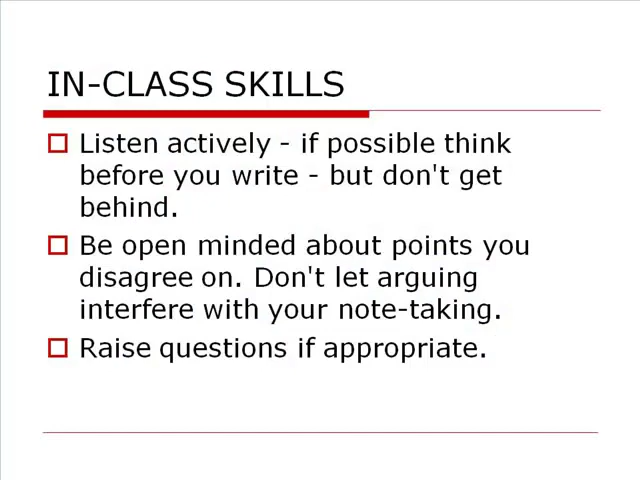 IN-CLASS SKILLS
Listen actively - if possible think
before you write - but don't get
behind.
Be open minded about points you
disagree on. Don't let arguing
interfere with your note-taking.
Raise questions if appropriate.